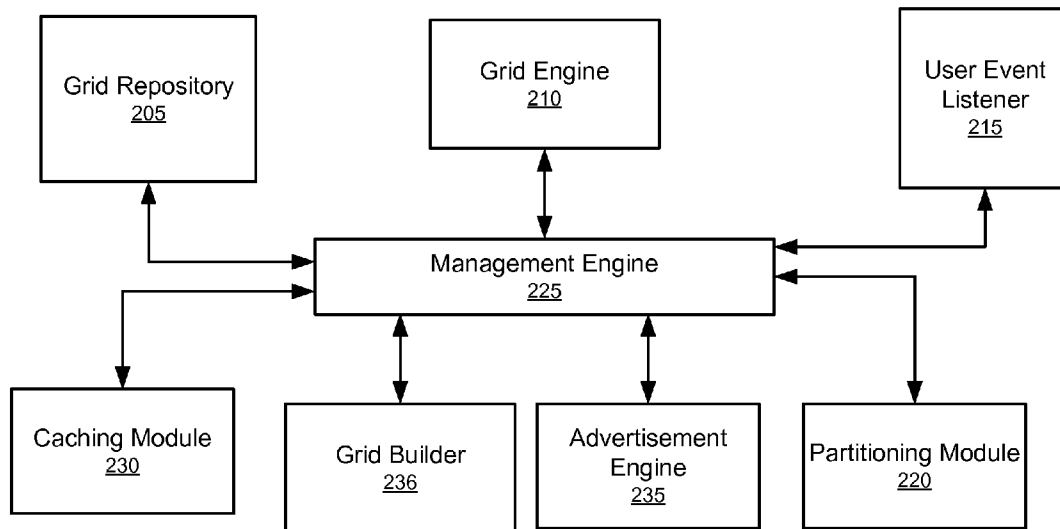 Grid Repository
205
Grid Engine
210
User Event
Listener
215
Management Engine
225
Caching Module
230
Grid Builder
236
Advertisement
Engine
235
Partitioning Module
220